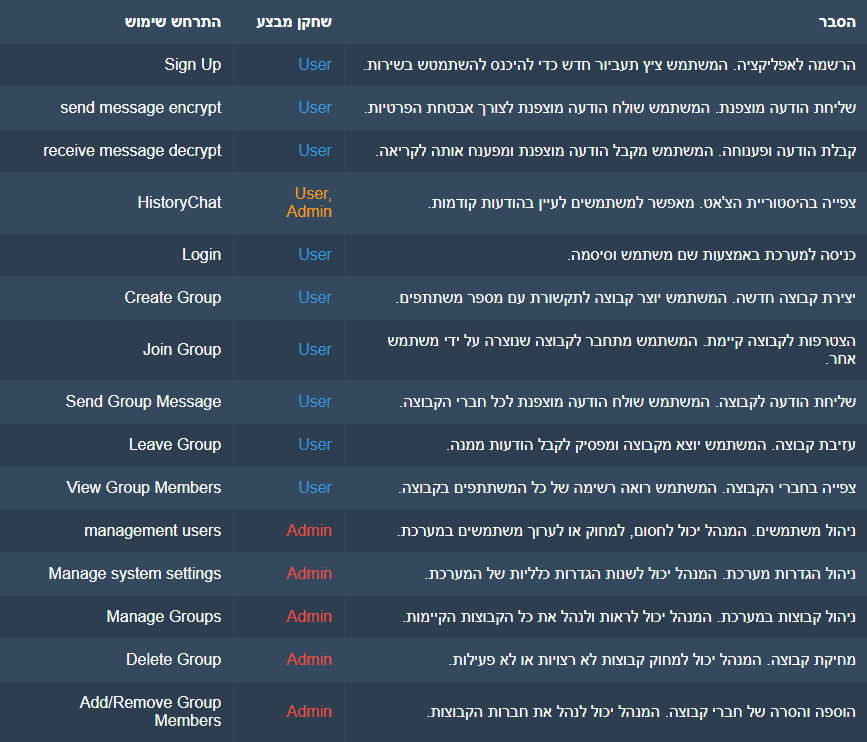 הסבר
שחקן מבצע
התרחש שימוש
הרשמה לאפליקציה. המשתמש ציץ תעביור חדש כדי להיכנס להשתמטש בשירות.
User
Sign Up
שליחת הודעה מוצפנת. המשתמש שולח הודעה מוצפנת לצורך אבטחת הפרטיות.
User
send message encrypt
קבלת הודעה ופענוחה. המשתמש מקבל הודעה מוצפנת ומפענח אותה לקריאה.
User
receive message decrypt
צפייה בהיסטוריית הצ'אט. מאפשר למשתמשים לעיין בהודעות קודמות.
User,
Admin
HistoryChat
כניסה למערכת באמצעות שם משתמש וסיסמה.
User
Login
יצירת קבוצה חדשה. המשתמש יוצר קבוצה לתקשורת עם מספר משתתפים.
User
Create Group
הצטרפות לקבוצה קיימת. המשתמש מתחבר לקבוצה שנוצרה על ידי משתמש
אחר.
User
Join Group
שליחת הודעה לקבוצה. המשתמש שולח הודעה מוצפנת לכל חברי הקבוצה.
User
Send Group Message
עזיבת קבוצה. המשתמש יוצא מקבוצה ומפסיק לקבל הודעות ממנה.
User
Leave Group
צפייה בחברי הקבוצה. המשתמש רואה רשימה של כל המשתתפים בקבוצה.
User
View Group Members
ניהול משתמשים. המנהל יכול לחסום, למחוק או לערוך משתמשים במערכת.
Admin
management users
ניהול הגדרות מערכת. המנהל יכול לשנות הגדרות כלליות של המערכת.
Admin
Manage system settings
ניהול קבוצות במערכת. המנהל יכול לראות ולנהל את כל הקבוצות הקיימות.
Admin
Manage Groups
מחיקת קבוצה. המנהל יכול למחוק קבוצות לא רצויות או לא פעילות.
Admin
Delete Group
הוספה והסרה של חברי קבוצה. המנהל יכול לנהל את חברות הקבוצות.
Admin
Add/Remove Group
Members